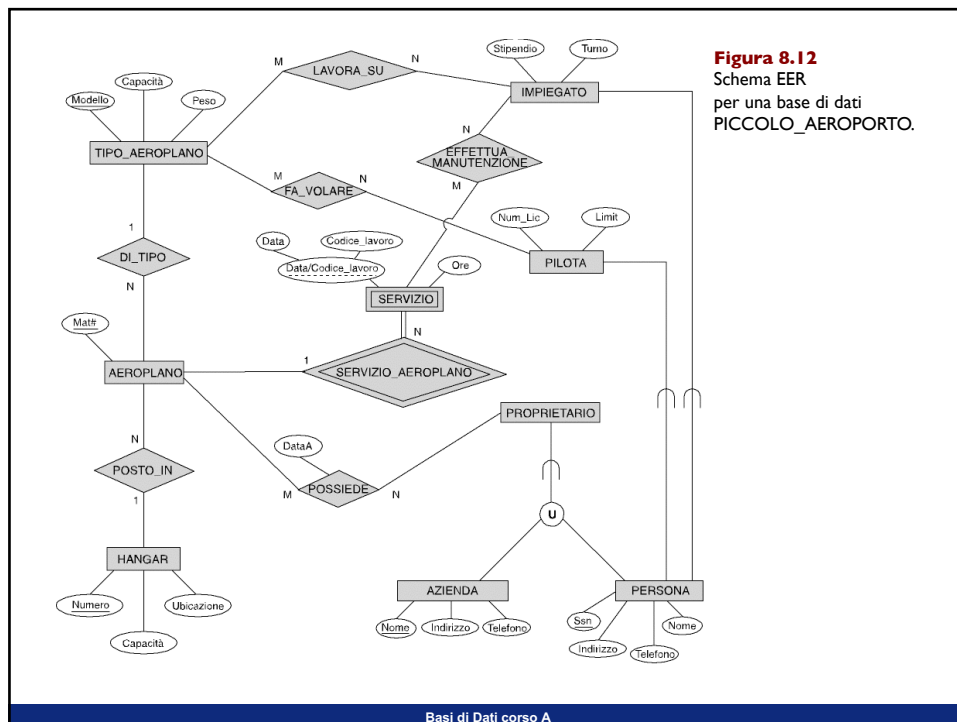 Figura 8.12
Schema EER
per una base di dati
PICCOLO_AEROPORTO.
Stipendio
Turno
M
LAVORA_SU
N
IMPIEGATO
Capacità
Modello
Peso
TIPO_AEROPLANO
N
EFFETTUA_
MANUTENZIONE
M
M
FA_VOLARE
N
Num_Lic
Limit
PILOTA
1
DI_TIPO
N
Data
Codice_lavoro
Data/Codice_lavoro
Ore
SERVIZIO
N
Mat#
AEROPLANO
1
SERVIZIO_AEROPLANO
PROPRIETARIO
DataA
M
POSSIEDE
N
N
POSTO_IN
1
U
HANGAR
Numero
Ubicazione
Capacità
AZIENDA
Nome
Indirizzo
Telefono
PERSONA
Ssn
Nome
Indirizzo
Telefono
Basi di Dati corso A